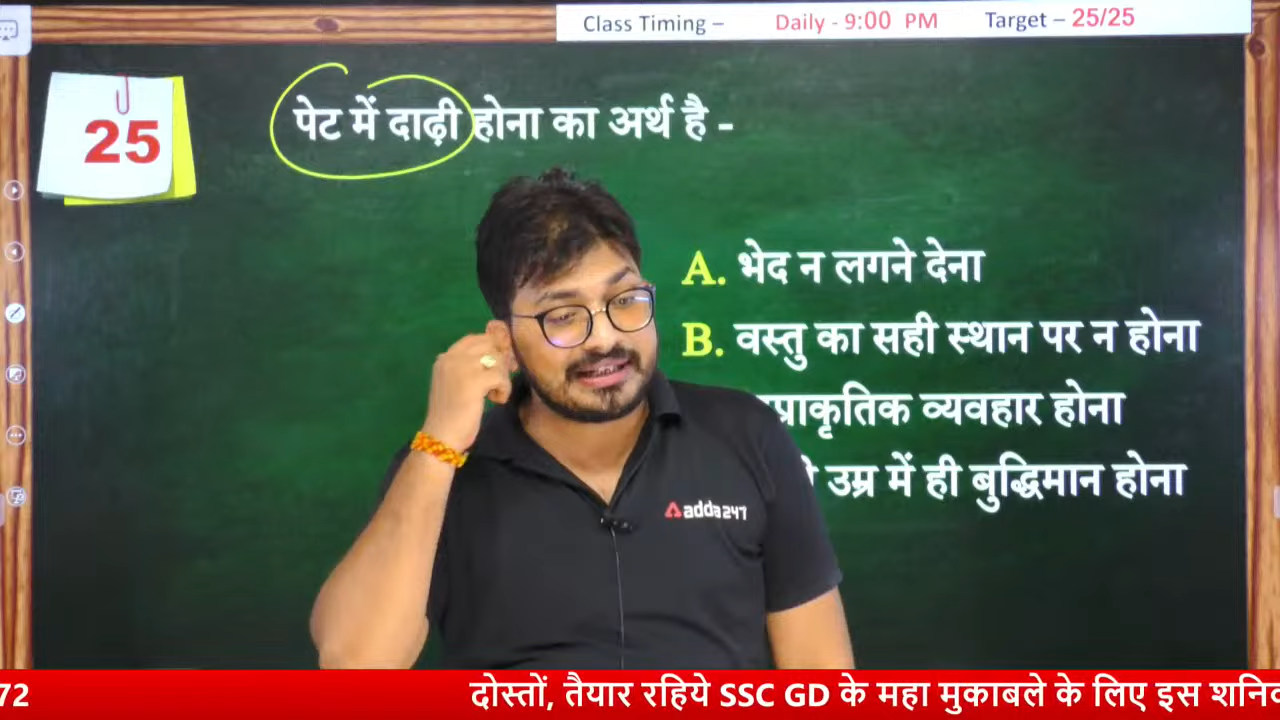 Class Timing – Daily - 9:00 PM Target – 25/25
25
पेट में दाढ़ी होना का अर्थ है -
A. भेद न लगने देना
B. वस्तु का सही स्थान पर न होना
व्यवहार होना
उम्र में ही बुद्धिमान होना
adda247
72 दोस्तों, तैयार रहिये SSC GD के महा मुकाबले के लिए इस